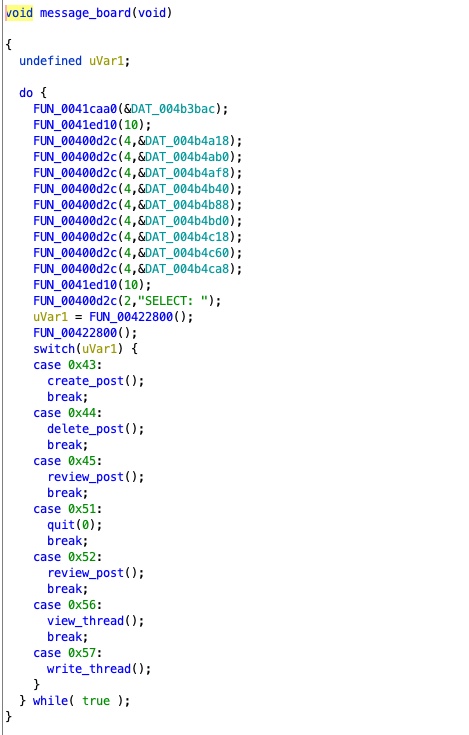 void message_board(void)
{
undefined uVar1;
do {
FUN_0041caa0(&DAT_004b3bac);
FUN_0041ed10(10);
FUN_00400d2c(4,&DAT_004b4a18);
FUN_00400d2c(4,&DAT_004b4ab0);
FUN_00400d2c(4,&DAT_004b4af8);
FUN_00400d2c(4,&DAT_004b4b40);
FUN_00400d2c(4,&DAT_004b4b88);
FUN_00400d2c(4,&DAT_004b4bd0);
FUN_00400d2c(4,&DAT_004b4c18);
FUN_00400d2c(4,&DAT_004b4c60);
FUN_00400d2c(4,&DAT_004b4ca8);
FUN_0041ed10(10);
FUN_00400d2c(2,"SELECT: ");
uVar1 = FUN_00422800();
FUN_00422800();
switch(uVar1) {
case 0x43:
create_post();
break;
case 0x44:
delete_post();
break;
case 0x45:
review_post();
break;
case 0x51:
quit(0);
break;
case 0x52:
review_post();
break;
case 0x56:
view_thread();
break;
case 0x57:
write_thread();
}
} while( true );
}